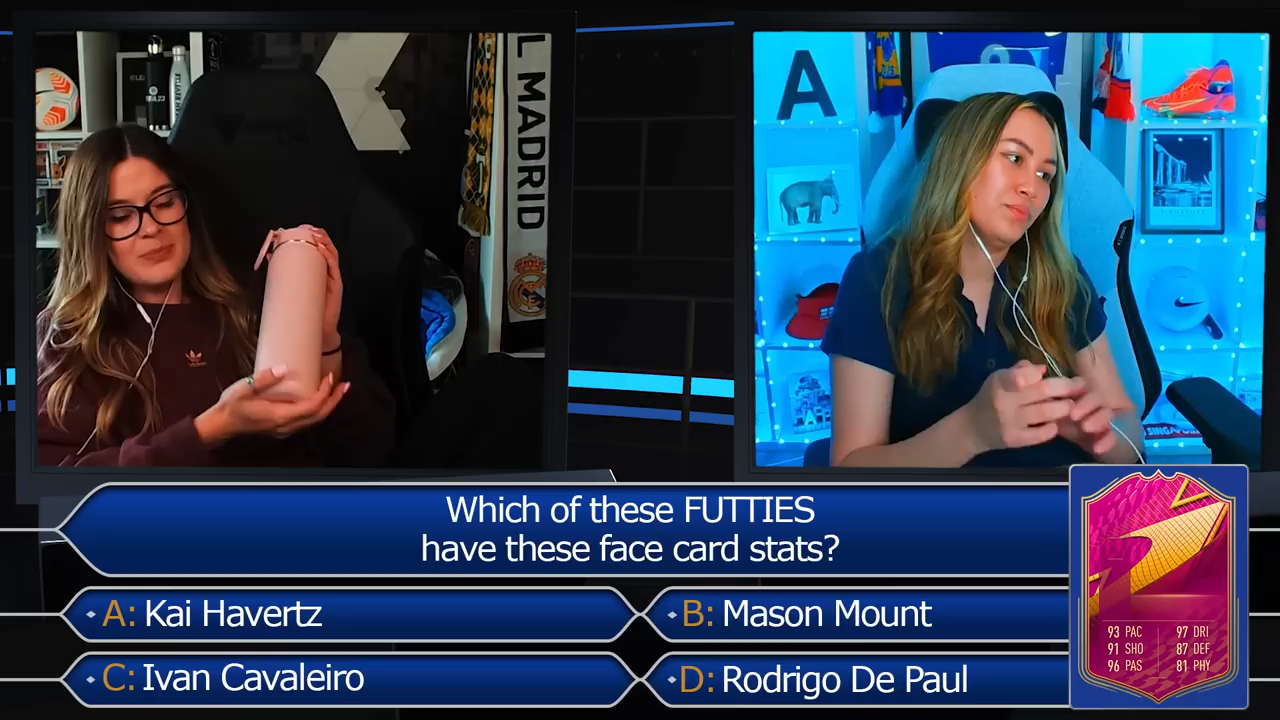 L MADRID
A
SINGAPORE
Which of these FUTTIES
have these face card stats?
A: Kai Havertz
B: Mason Mount
C: Ivan Cavaleiro
D: Rodrigo De Paul
93 PAC
97 DRI
91 SHO
87 DEF
96 PAS
81 PHY